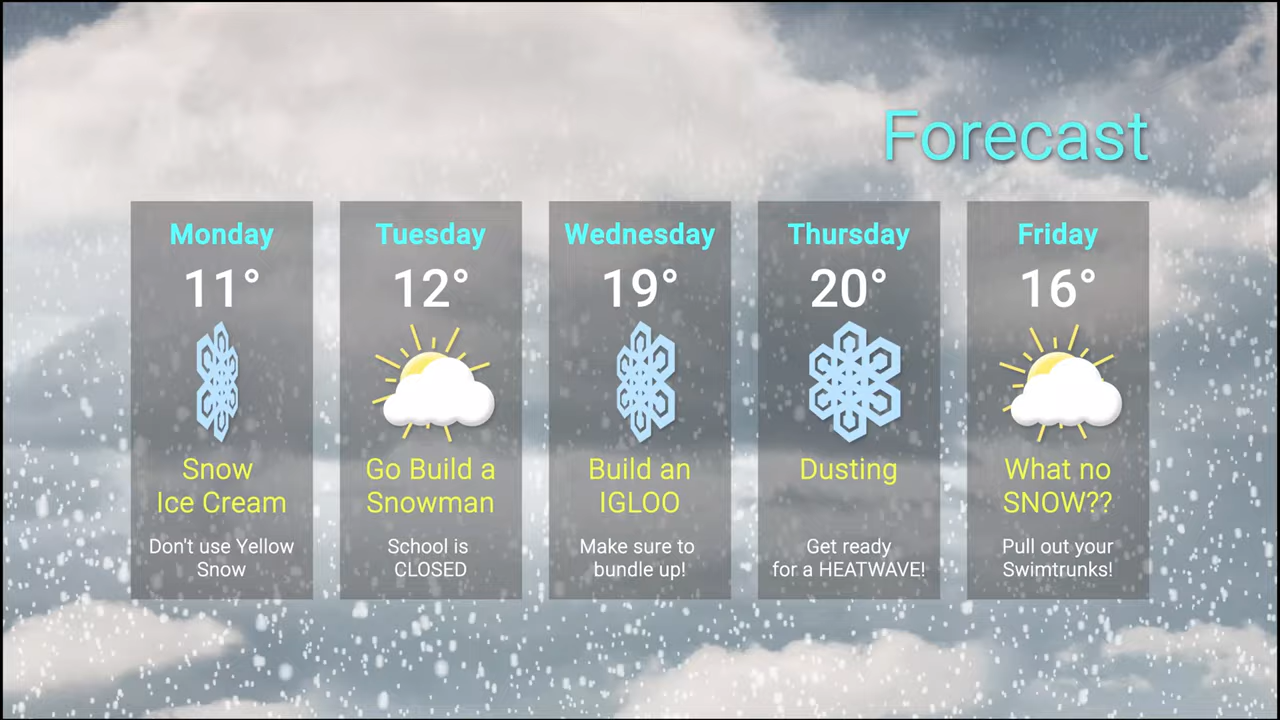 Forecast
Monday
11°
Snow
Ice Cream
Don't use Yellow
Snow
Tuesday
12°
Go Build a
Snowman
School is
CLOSED
Wednesday
19°
Build an
IGLOO
Make sure to
bundle up!
Thursday
20°
Dusting
Get ready
for a HEATWAVE!
Friday
16°
What no
SNOW??
Pull out your
Swimtrunks!